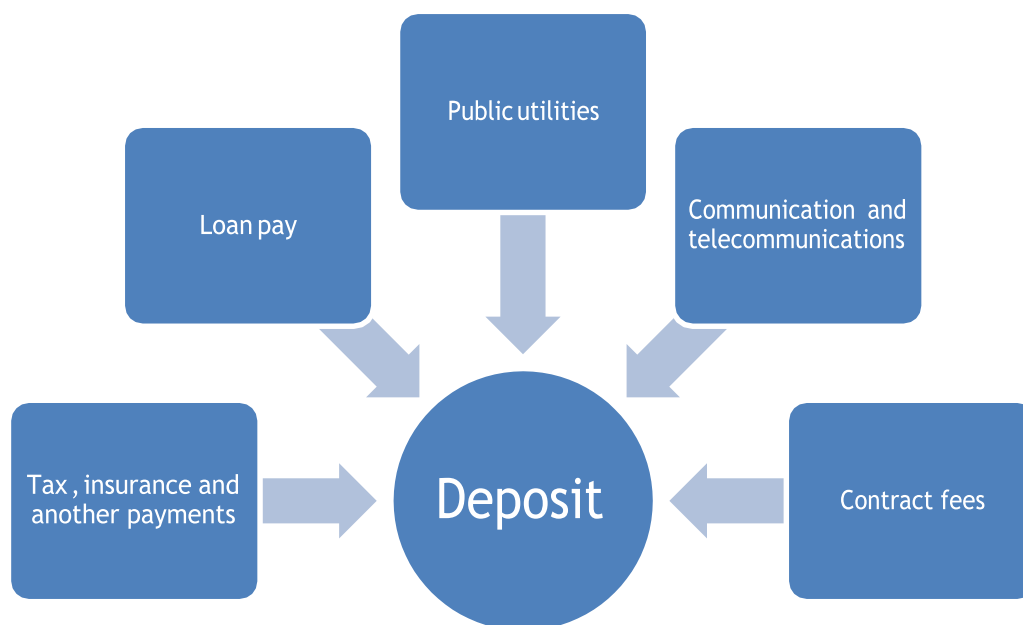 Public utilities
Loan pay
Communication and
telecommunications
Tax , insurance and
another payments
Deposit
Contract fees